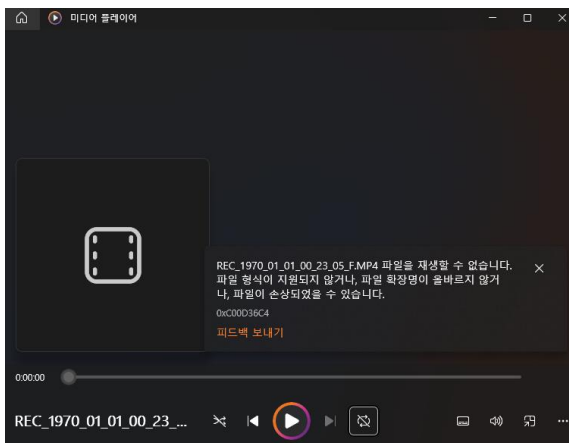 미디어 플레이어
REC_1970_01_01_00_23_05_F.MP4 파일을 재생할 수 없습니다.
파일 형식이 지원되지 않거나, 파일 확장명이 올바르지 않거
나, 파일이 손상되었을 수 있습니다.
0xC00D36C4
피드백 보내기
0:00:00
REC_1970_01_01_00_23_...